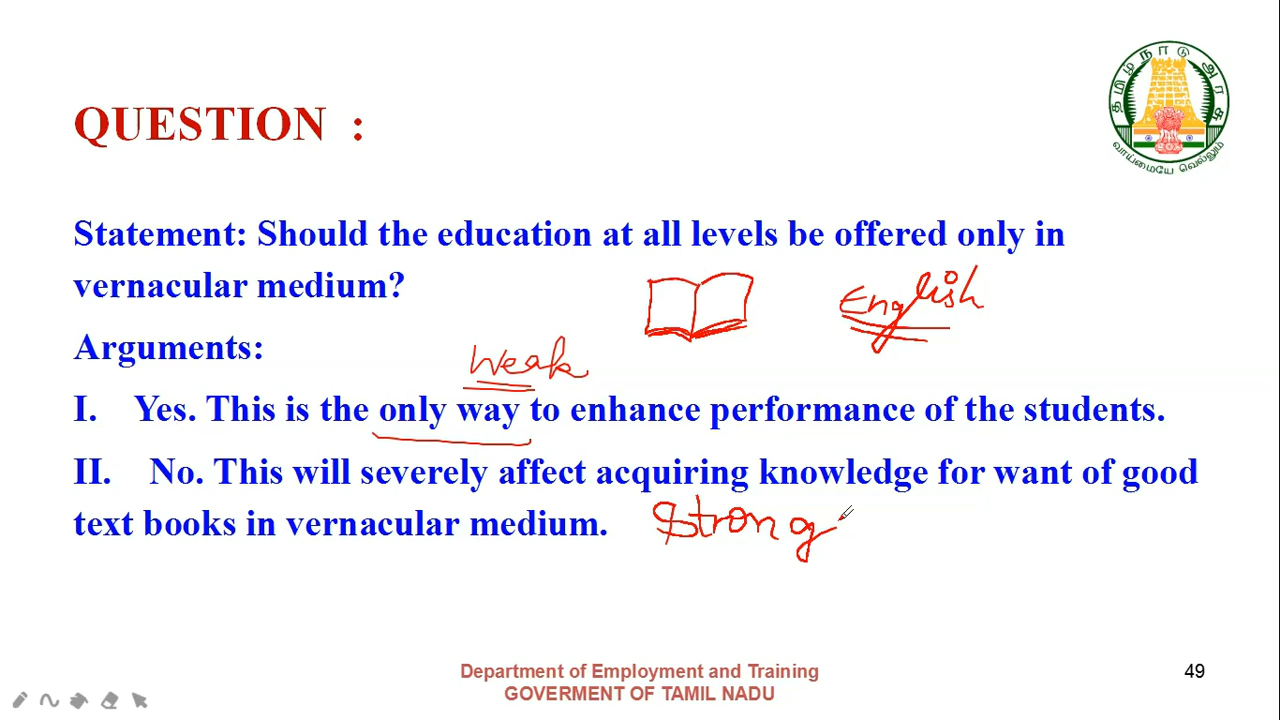 தமிழ்நாடு அரசு
வாய்மையே வெல்லும்
QUESTION :
Statement: Should the education at all levels be offered only in
vernacular medium?
English
Arguments:
Weak
I. Yes. This is the only way to enhance performance of the students.
II. No. This will severely affect acquiring knowledge for want of good
text books in vernacular medium.
Strong
Department of Employment and Training
GOVERMENT OF TAMIL NADU
49